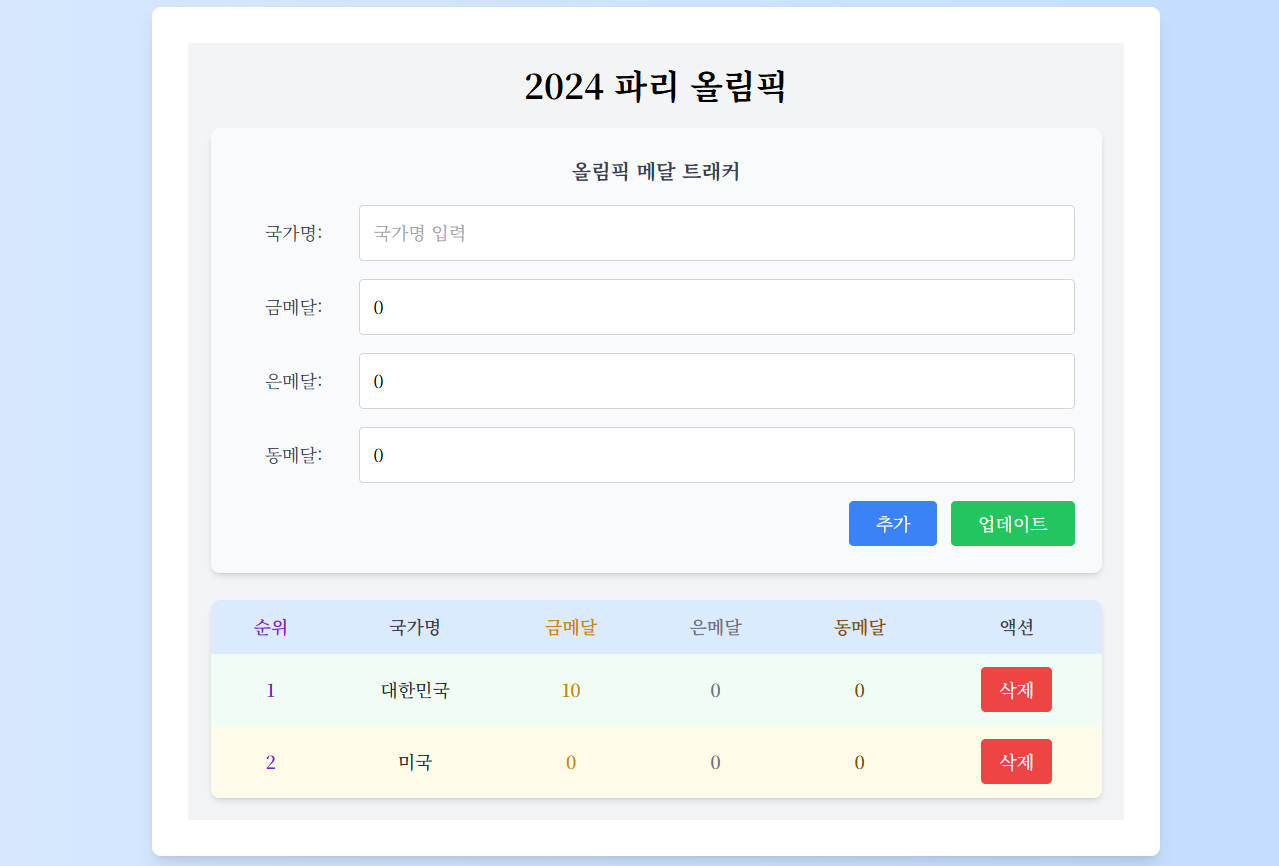 2024 파리 올림픽
올림픽 메달 트래커
국가명: 국가명 입력
금메달: 0
은메달: 0
동메달: 0
추가 업데이트
순위 국가명 금메달 은메달 동메달 액션
1 대한민국 10 0 0 삭제
2 미국 0 0 0 삭제